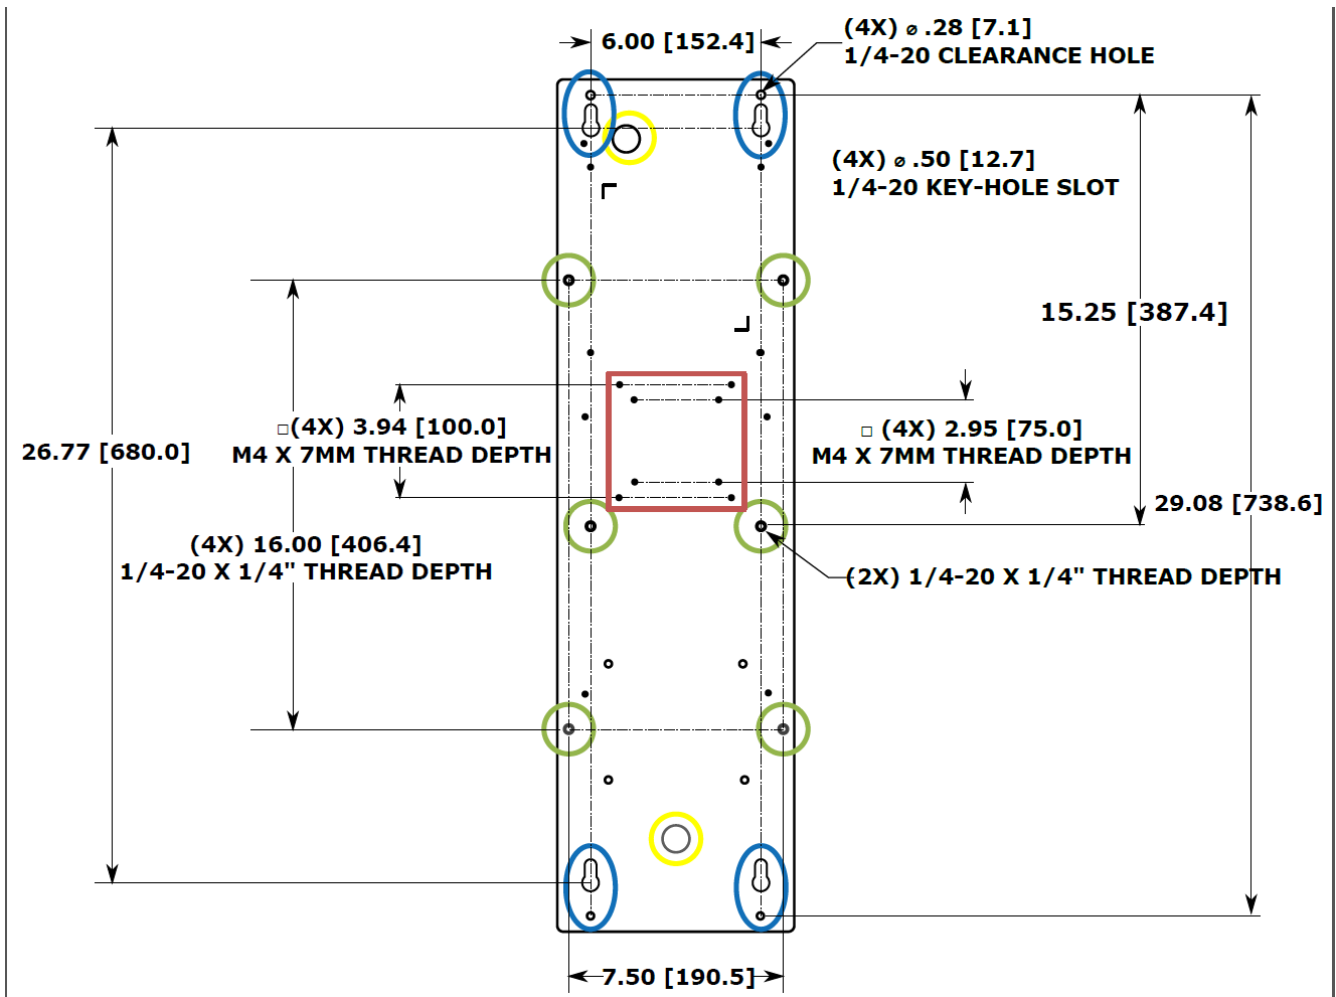 6.00 [152.4]
(4X) ⌀ .28 [7.1]
1/4-20 CLEARANCE HOLE
(4X) ⌀ .50 [12.7]
1/4-20 KEY-HOLE SLOT
15.25 [387.4]
□(4X) 3.94 [100.0]
M4 X 7MM THREAD DEPTH
□ (4X) 2.95 [75.0]
M4 X 7MM THREAD DEPTH
26.77 [680.0]
29.08 [738.6]
(4X) 16.00 [406.4]
1/4-20 X 1/4" THREAD DEPTH
(2X) 1/4-20 X 1/4" THREAD DEPTH
7.50 [190.5]